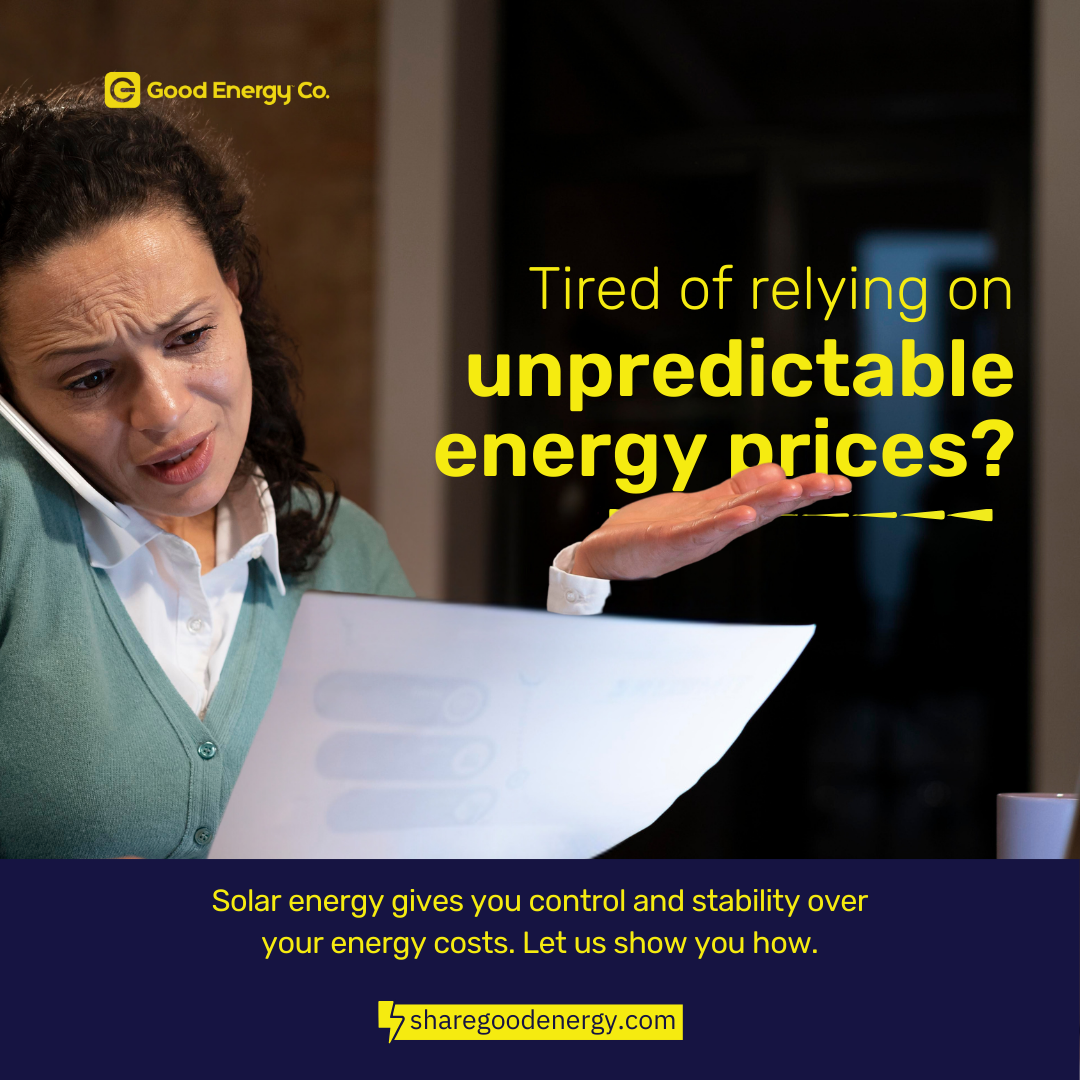 Good Energy Co.
Tired of relying on
unpredictable
energy prices?
Solar energy gives you control and stability over
your energy costs. Let us show you how.
sharegoodenergy.com